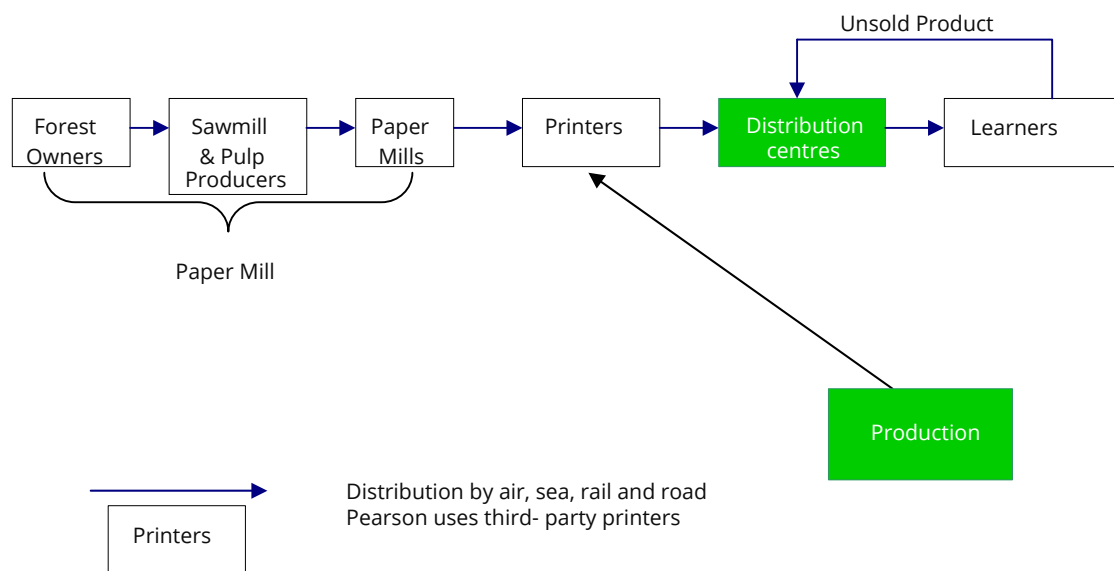 Unsold Product
Forest
Owners
Sawmill
& Pulp
Producers
Paper
Mills
Printers
Distribution
centres
Learners
Paper Mill
Production
Distribution by air, sea, rail and road
Pearson uses third- party printers
Printers